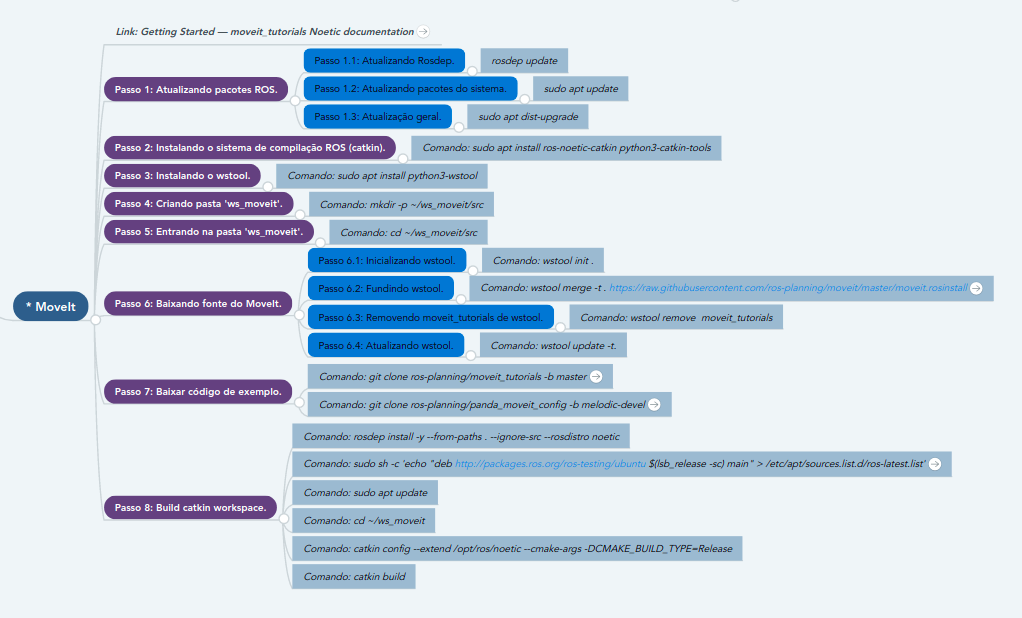 Link: Getting Started — moveit_tutorials Noetic documentation
* MoveIt
Passo 1: Atualizando pacotes ROS.
Passo 1.1: Atualizando Rosdep.
rosdep update
Passo 1.2: Atualizando pacotes do sistema.
sudo apt update
Passo 1.3: Atualização geral.
sudo apt dist-upgrade
Passo 2: Instalando o sistema de compilação ROS (catkin).
Comando: sudo apt install ros-noetic-catkin python3-catkin-tools
Passo 3: Instalando o wstool.
Comando: sudo apt install python3-wstool
Passo 4: Criando pasta 'ws_moveit'.
Comando: mkdir -p ~/ws_moveit/src
Passo 5: Entrando na pasta 'ws_moveit'.
Comando: cd ~/ws_moveit/src
Passo 6: Baixando fonte do MoveIt.
Passo 6.1: Inicializando wstool.
Comando: wstool init .
Passo 6.2: Fundindo wstool.
Comando: wstool merge -t . https://raw.githubusercontent.com/ros-planning/moveit/master/moveit.rosinstall
Passo 6.3: Removendo moveit_tutorials de wstool.
Comando: wstool remove  moveit_tutorials
Passo 6.4: Atualizando wstool.
Comando: wstool update -t.
Passo 7: Baixar código de exemplo.
Comando: git clone ros-planning/moveit_tutorials -b master
Comando: git clone ros-planning/panda_moveit_config -b melodic-devel
Passo 8: Build catkin workspace.
Comando: rosdep install -y --from-paths . --ignore-src --rosdistro noetic
Comando: sudo sh -c 'echo "deb http://packages.ros.org/ros-testing/ubuntu $(lsb_release -sc) main" > /etc/apt/sources.list.d/ros-latest.list'
Comando: sudo apt update
Comando: cd ~/ws_moveit
Comando: catkin config --extend /opt/ros/noetic --cmake-args -DCMAKE_BUILD_TYPE=Release
Comando: catkin build